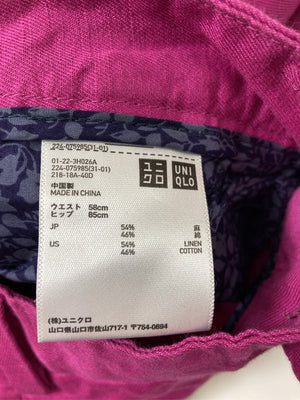 224-075985(31-01)
01-22-3H026A
224-075985(31-01)
218-18A-40D
ユニクロ
UNIQLO
中国製
MADE IN CHINA
ウエスト 58cm
ヒップ 85cm
JP 54% 麻
46% 綿
US 54% LINEN
46% COTTON
(株)ユニクロ
山口県山口市佐山717-1 〒754-0894